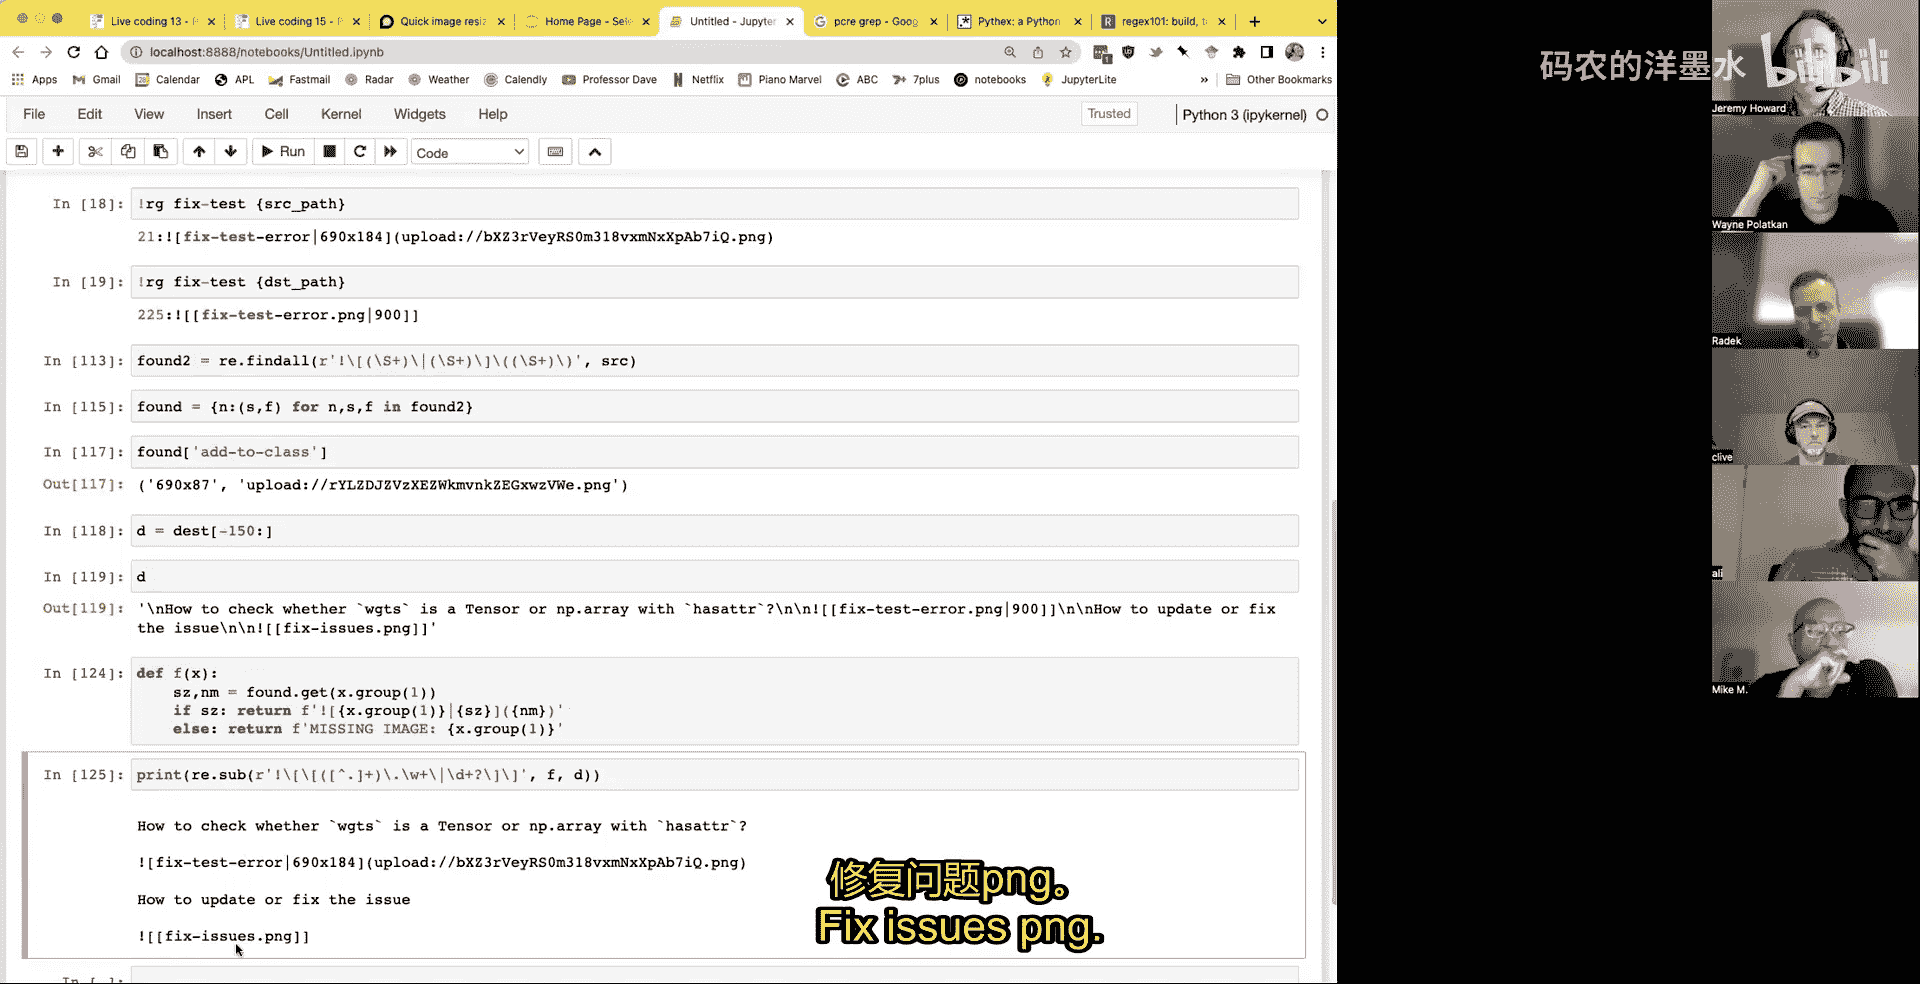 Live coding 13 - F
Live coding 15 - F
Quick image resiz
Home Page - Sele
Untitled - Jupyter
pcre grep - Goog
Pythex: a Python
regex101: build, t
localhost:8888/notebooks/Untitled.ipynb
Apps
Gmail
Calendar
APL
Fastmail
Radar
Weather
Calendly
Professor Dave
Netflix
Piano Marvel
ABC
7plus
notebooks
JupyterLite
»
Other Bookmarks
File
Edit
View
Insert
Cell
Kernel
Widgets
Help
Trusted
Python 3 (ipykernel)
Run
Code
In [18]: !rg fix-test {src_path}
21:![fix-test-error|690x184](upload://bXZ3rVeyRS0m318vxmNxXpAb7iQ.png)
In [19]: !rg fix-test {dst_path}
225:![[fix-test-error.png|900]]
In [113]: found2 = re.findall(r'!\[(\S+)\|(\S+)\]\((\S+)\)', src)
In [115]: found = {n:(s,f) for n,s,f in found2}
In [117]: found['add-to-class']
Out[117]: ('690x87', 'upload://rYLZDJZVzXEZWkmvnkZEGxwzVWe.png')
In [118]: d = dest[-150:]
In [119]: d
Out[119]: '\nHow to check whether `wgts` is a Tensor or np.array with `hasattr`?\n\n![[fix-test-error.png|900]]\n\nHow to update or fix
the issue\n\n![[fix-issues.png]]'
In [124]: def f(x):
sz,nm = found.get(x.group(1))
if sz: return f'![{x.group(1)}|{sz}]({nm})'
else: return f'MISSING IMAGE: {x.group(1)}'
In [125]: print(re.sub(r'!\[\[([^.]+)\.\w+\|\d+?\]\]', f, d))
How to check whether `wgts` is a Tensor or np.array with `hasattr`?
![fix-test-error|690x184](upload://bXZ3rVeyRS0m318vxmNxXpAb7iQ.png)
How to update or fix the issue
![[fix-issues.png]]
In [ ]:
修复问题png。
Fix issues png.
码农的洋墨水
bilibili
Jeremy Howard
Wayne Polatkan
Radek
clive
ali
Mike M.